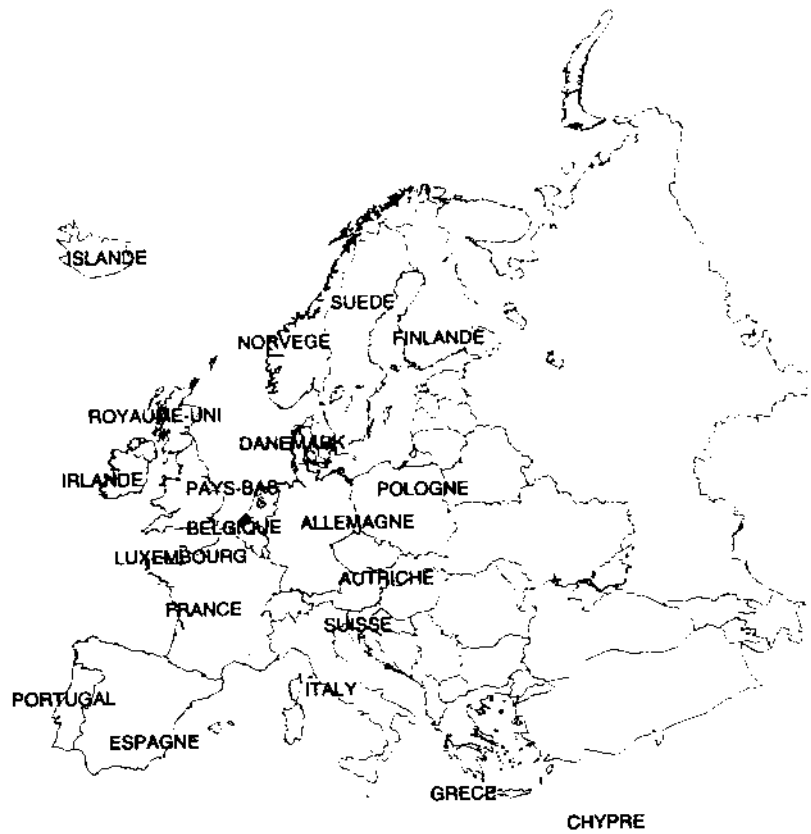 ISLANDE
SUEDE
NORVEGE
FINLANDE
ROYAUME-UNI
DANEMARK
IRLANDE
PAYS-BAS
POLOGNE
BELGIQUE
ALLEMAGNE
LUXEMBOURG
AUTRICHE
FRANCE
SUISSE
ITALY
PORTUGAL
ESPAGNE
GRECE
CHYPRE